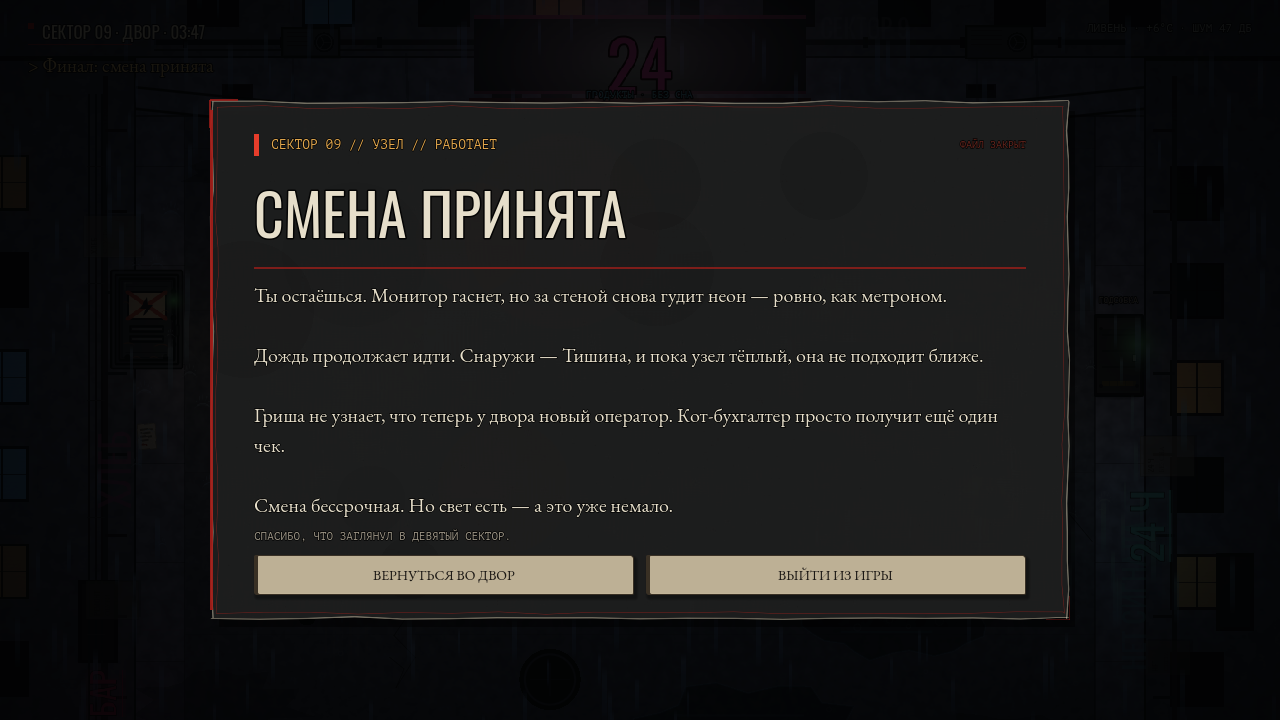 СЕКТОР 09 · ДВОР · 03:47
> Финал: смена принята
24
СЕКТОР 09 // УЗЕЛ // РАБОТАЕТ
ФАЙЛ ЗАКРЫТ
СМЕНА ПРИНЯТА
Ты остаёшься. Монитор гаснет, но за стеной снова гудит неон — ровно, как метроном.
Дождь продолжает идти. Снаружи — Тишина, и пока узел тёплый, она не подходит ближе.
Гриша не узнает, что теперь у двора новый оператор. Кот-бухгалтер просто получит ещё один
чек.
Смена бессрочная. Но свет есть — а это уже немало.
СПАСИБО, ЧТО ЗАГЛЯНУЛ В ДЕВЯТЫЙ СЕКТОР.
ВЕРНУТЬСЯ ВО ДВОР
ВЫЙТИ ИЗ ИГРЫ
24 Ч